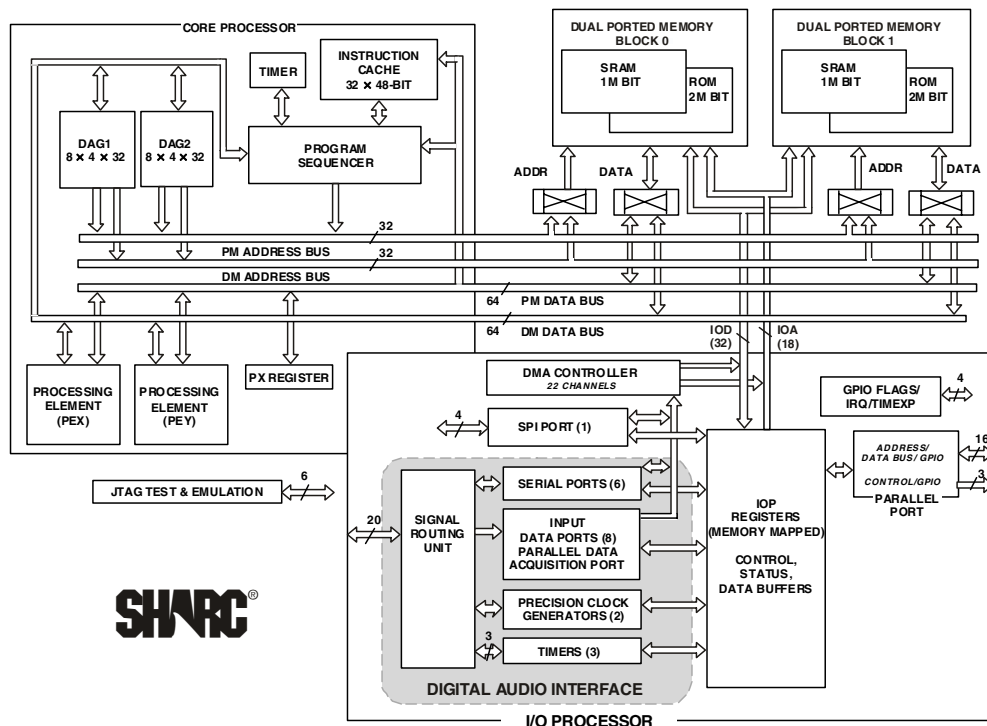 CORE PROCESSOR
TIMER
INSTRUCTION
CACHE
32 × 48-BIT
DAG1
8 × 4 × 32
DAG2
8 × 4 × 32
PROGRAM
SEQUENCER
DUAL PORTED MEMORY
BLOCK 0
SRAM
1M BIT
ROM
2M BIT
DUAL PORTED MEMORY
BLOCK 1
SRAM
1M BIT
ROM
2M BIT
ADDR
DATA
ADDR
DATA
32
PM ADDRESS BUS
32
DM ADDRESS BUS
64
PM DATA BUS
64
DM DATA BUS
IOD
(32)
IOA
(18)
PROCESSING
ELEMENT
(PEX)
PROCESSING
ELEMENT
(PEY)
PX REGISTER
DMA CONTROLLER
22 CHANNELS
GPIO FLAGS/
IRQ/TIMEXP
4
4
SPI PORT (1)
ADDRESS/
DATA BUS/ GPIO
CONTROL/GPIO
PARALLEL
PORT
16
3
JTAG TEST & EMULATION
6
20
SIGNAL
ROUTING
UNIT
SERIAL PORTS (6)
INPUT
DATA PORTS (8)
PARALLEL DATA
ACQUISITION PORT
PRECISION CLOCK
GENERATORS (2)
3
TIMERS (3)
IOP
REGISTERS
(MEMORY MAPPED)
CONTROL,
STATUS,
DATA BUFFERS
SHARC®
DIGITAL AUDIO INTERFACE
I/O PROCESSOR